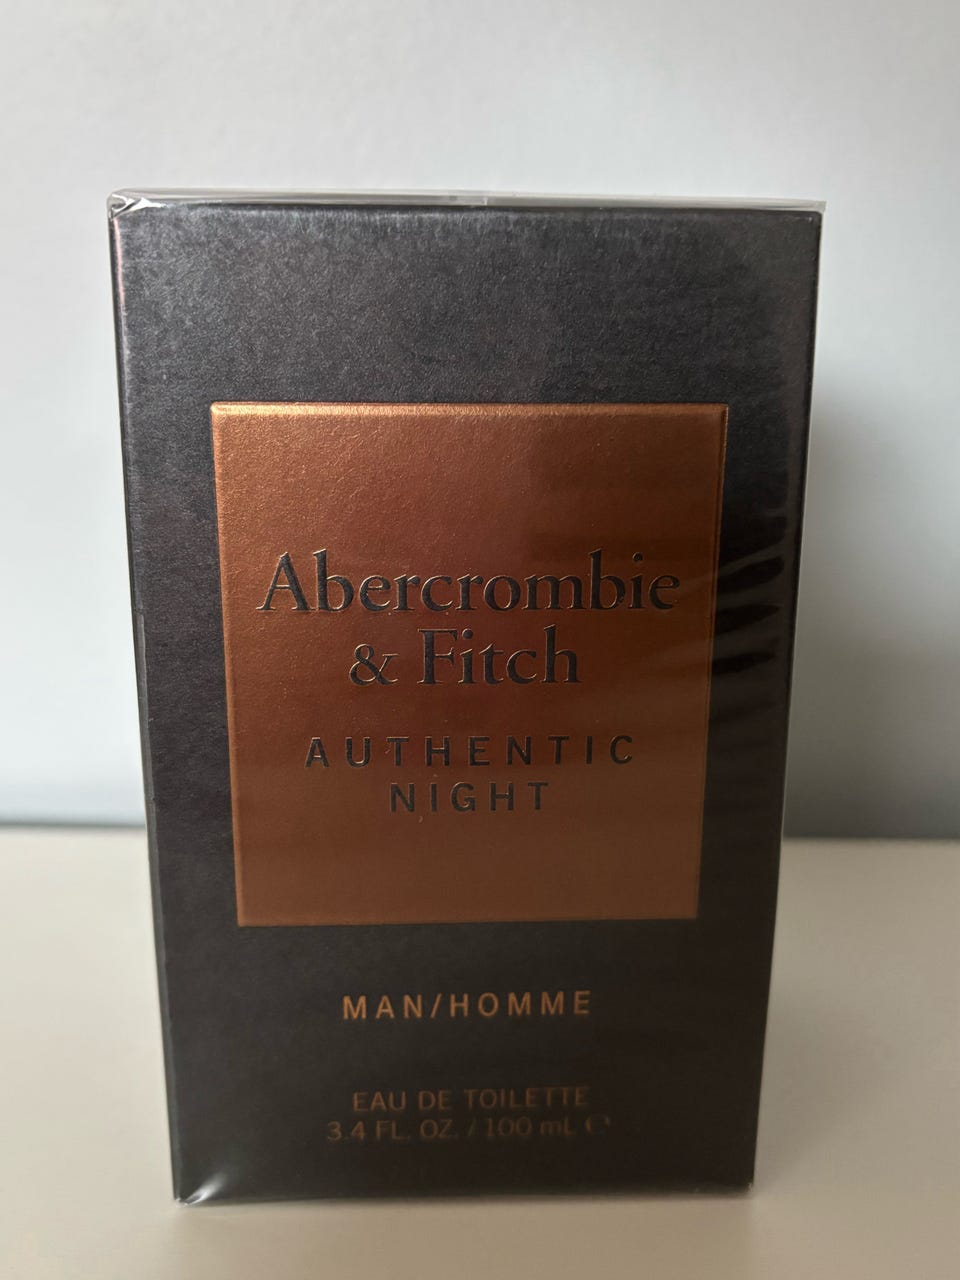 Abercrombie
& Fitch
AUTHENTIC
NIGHT
MAN/HOMME
EAU DE TOILETTE
3.4 FL. OZ. / 100 mL ℮